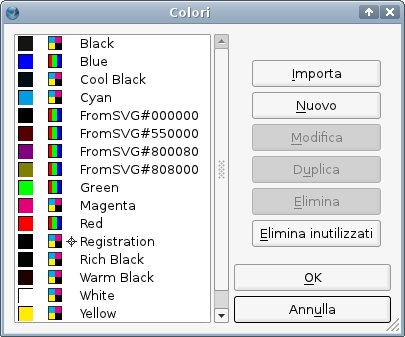 Colori
Black
Blue
Cool Black
Cyan
FromSVG#000000
FromSVG#550000
FromSVG#800080
FromSVG#808000
Green
Magenta
Red
Registration
Rich Black
Warm Black
White
Yellow
Importa
Nuovo
Modifica
Duplica
Elimina
Elimina inutilizzati
OK
Annulla